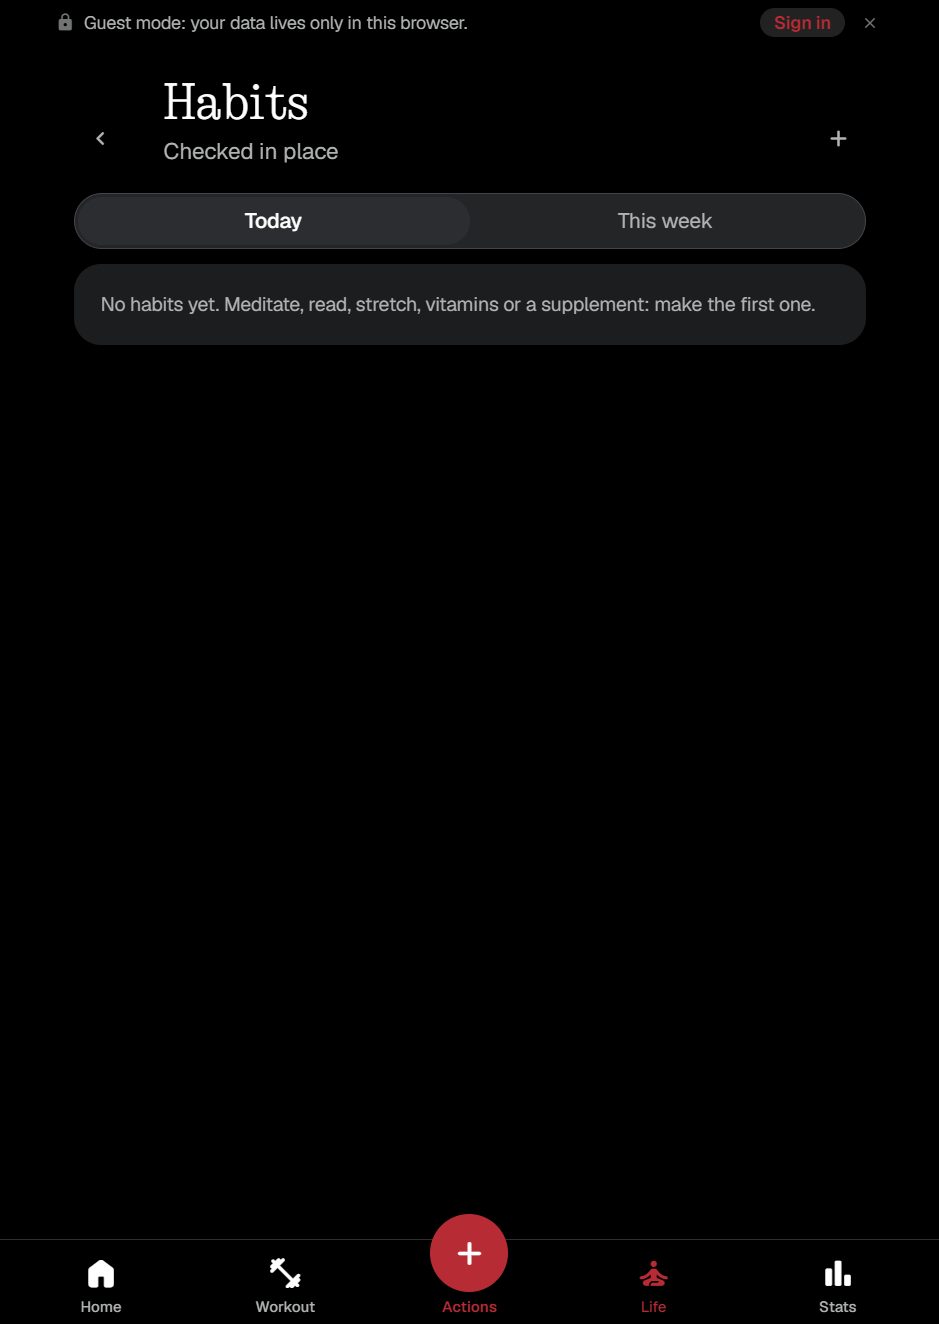 Guest mode: your data lives only in this browser.
Sign in
Habits
Checked in place
Today
This week
No habits yet. Meditate, read, stretch, vitamins or a supplement: make the first one.
Home
Workout
Actions
Life
Stats